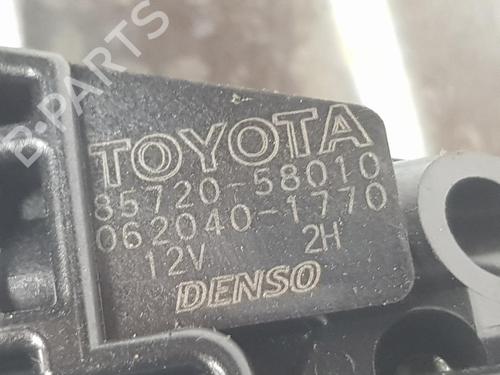 B-PARTS
TOYOTA
85720-58010
062040-1770
12V 2H
DENSO